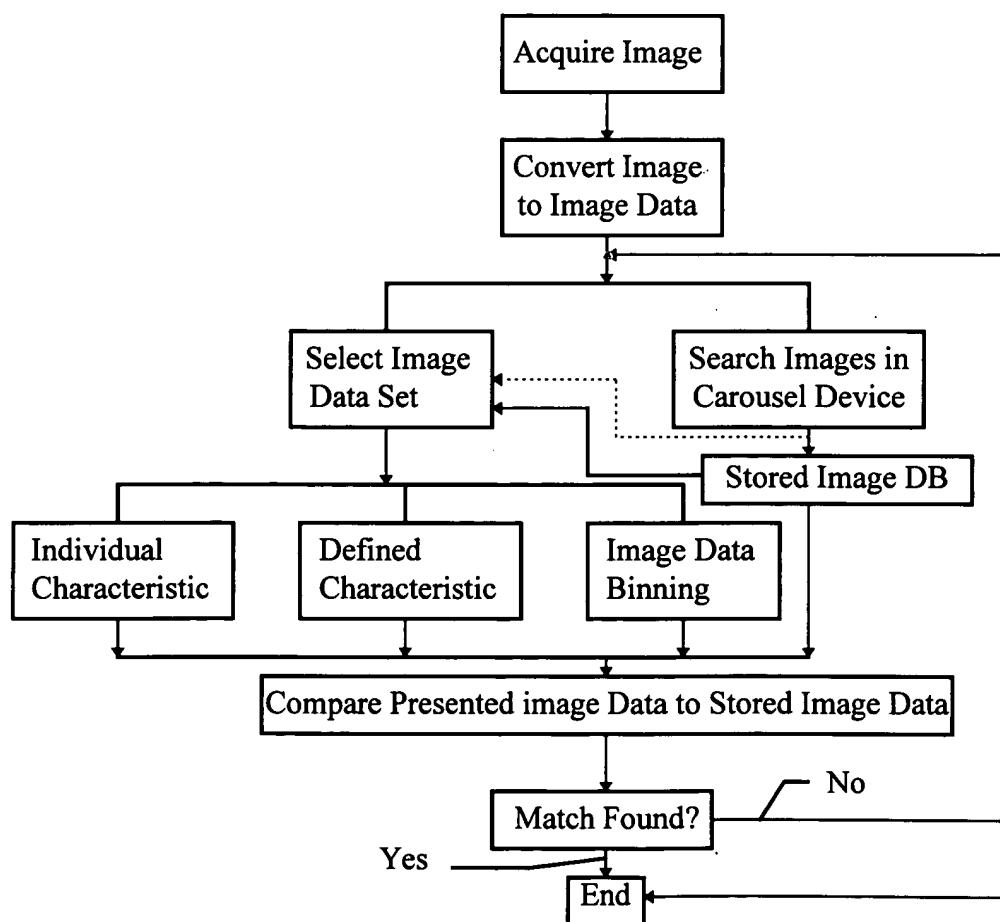 Acquire Image
Convert Image
to Image Data
Select Image
Data Set
Search Images in
Carousel Device
Stored Image DB
Individual
Characteristic
Defined
Characteristic
Image Data
Binning
Compare Presented image Data to Stored Image Data
Match Found?
No
Yes
End